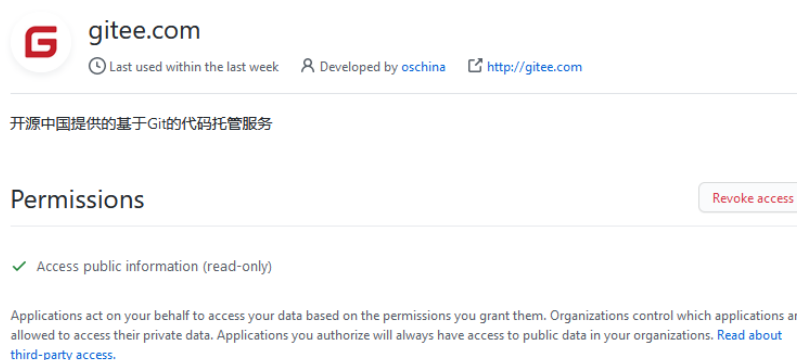 gitee.com
Last used within the last week Developed by oschina http://gitee.com
开源中国提供的基于Git的代码托管服务
Permissions
Revoke access
Access public information (read-only)
Applications act on your behalf to access your data based on the permissions you grant them. Organizations control which applications
allowed to access their private data. Applications you authorize will always have access to public data in your organizations. Read about
third-party access.